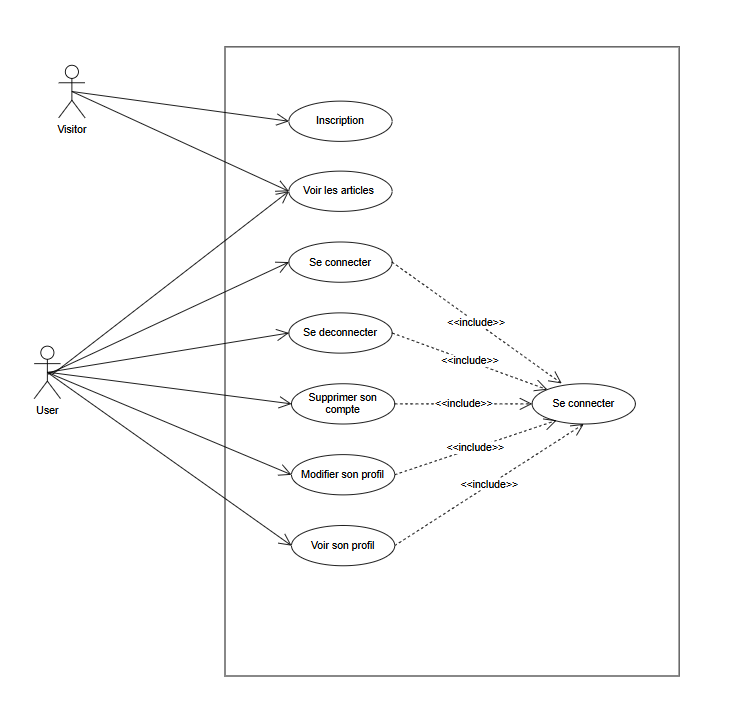 Visitor
Inscription
Voir les articles
Se connecter
<<include>>
Se deconnecter
<<include>>
User
Supprimer son
compte
<<include>>
Se connecter
<<include>>
Modifier son profil
<<include>>
Voir son profil